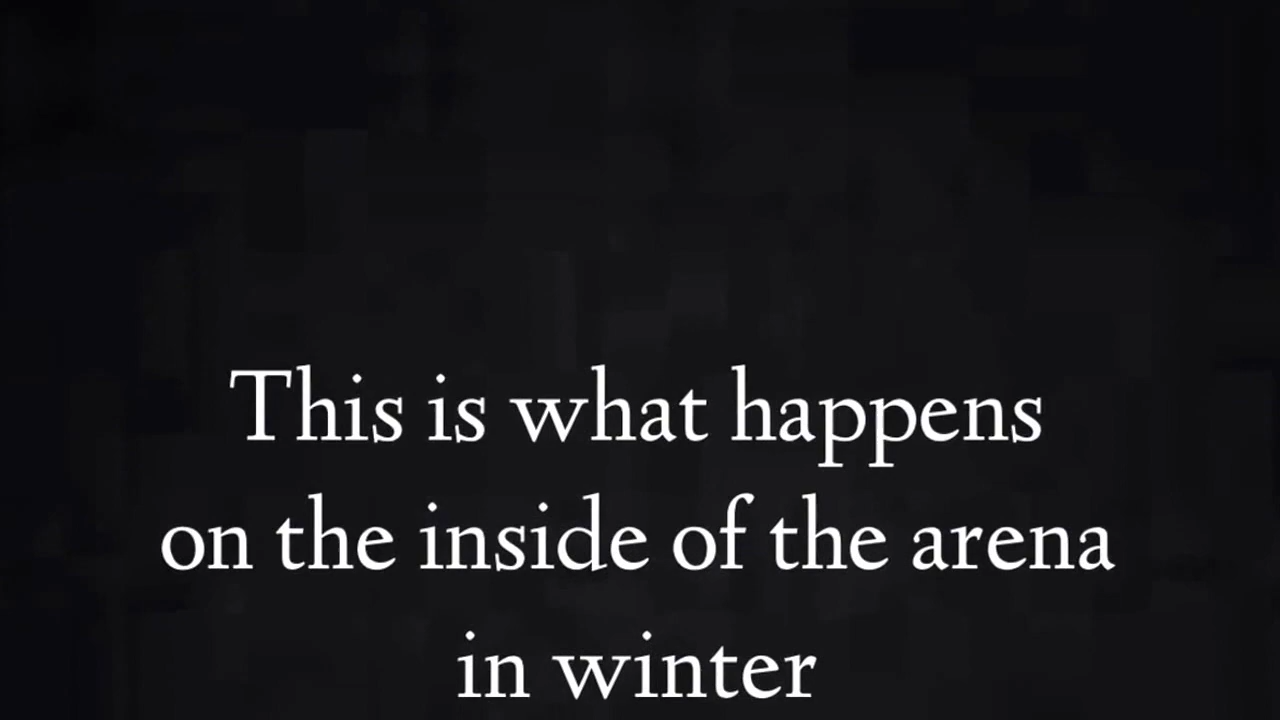 This is what happens
on the inside of the arena
in winter